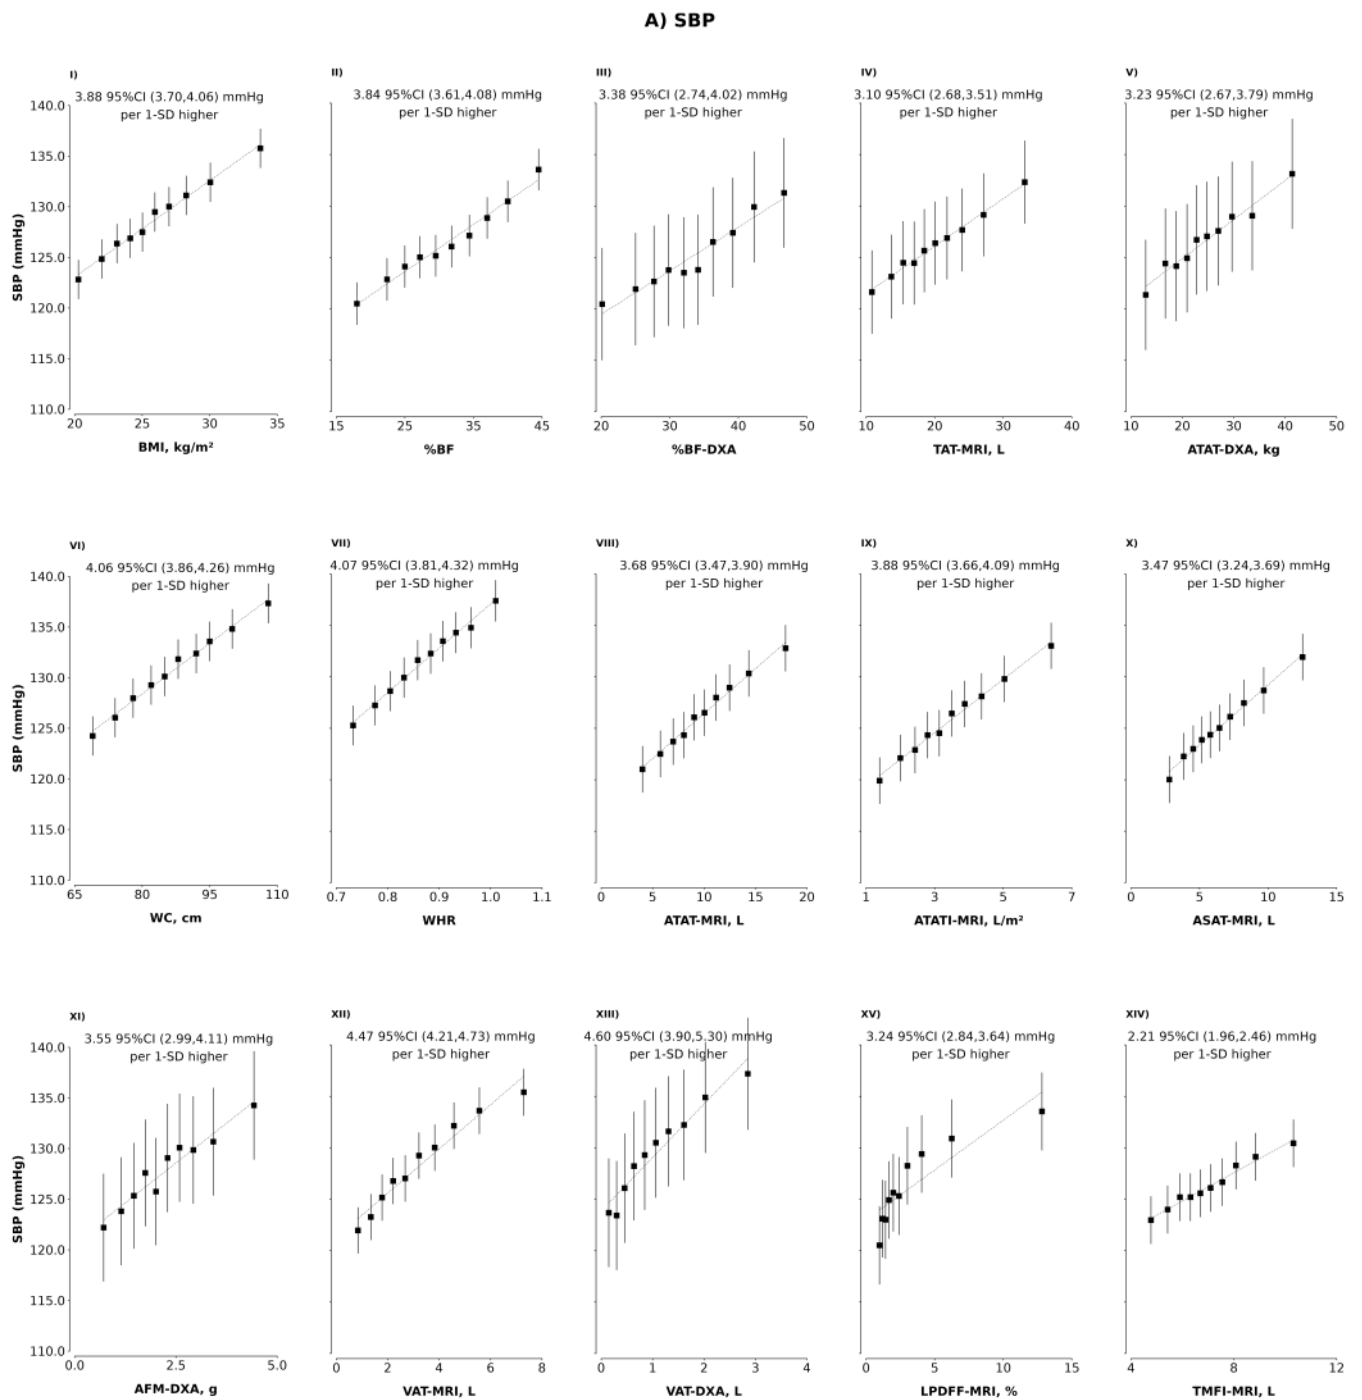 A) SBP
I)
3.88 95%CI (3.70,4.06) mmHg
per 1-SD higher
140.0
135.0
130.0
125.0
120.0
115.0
110.0
SBP (mmHg)
20 25 30 35
BMI, kg/m²
II)
3.84 95%CI (3.61,4.08) mmHg
per 1-SD higher
15 25 35 45
%BF
III)
3.38 95%CI (2.74,4.02) mmHg
per 1-SD higher
20 30 40 50
%BF-DXA
IV)
3.10 95%CI (2.68,3.51) mmHg
per 1-SD higher
10 20 30 40
TAT-MRI, L
V)
3.23 95%CI (2.67,3.79) mmHg
per 1-SD higher
10 20 30 40 50
ATAT-DXA, kg
VI)
4.06 95%CI (3.86,4.26) mmHg
per 1-SD higher
140.0
135.0
130.0
125.0
120.0
115.0
110.0
SBP (mmHg)
65 80 95 110
WC, cm
VII)
4.07 95%CI (3.81,4.32) mmHg
per 1-SD higher
0.7 0.8 0.9 1.0 1.1
WHR
VIII)
3.68 95%CI (3.47,3.90) mmHg
per 1-SD higher
0 5 10 15 20
ATAT-MRI, L
IX)
3.88 95%CI (3.66,4.09) mmHg
per 1-SD higher
1 3 5 7
ATATI-MRI, L/m²
X)
3.47 95%CI (3.24,3.69) mmHg
per 1-SD higher
0 5 10 15
ASAT-MRI, L
XI)
3.55 95%CI (2.99,4.11) mmHg
per 1-SD higher
140.0
135.0
130.0
125.0
120.0
115.0
110.0
SBP (mmHg)
0.0 2.5 5.0
AFM-DXA, g
XII)
4.47 95%CI (4.21,4.73) mmHg
per 1-SD higher
0 2 4 6 8
VAT-MRI, L
XIII)
4.60 95%CI (3.90,5.30) mmHg
per 1-SD higher
0 1 2 3 4
VAT-DXA, L
XV)
3.24 95%CI (2.84,3.64) mmHg
per 1-SD higher
0 5 10 15
LPDFF-MRI, %
XIV)
2.21 95%CI (1.96,2.46) mmHg
per 1-SD higher
4 6 8 10 12
TMFI-MRI, L